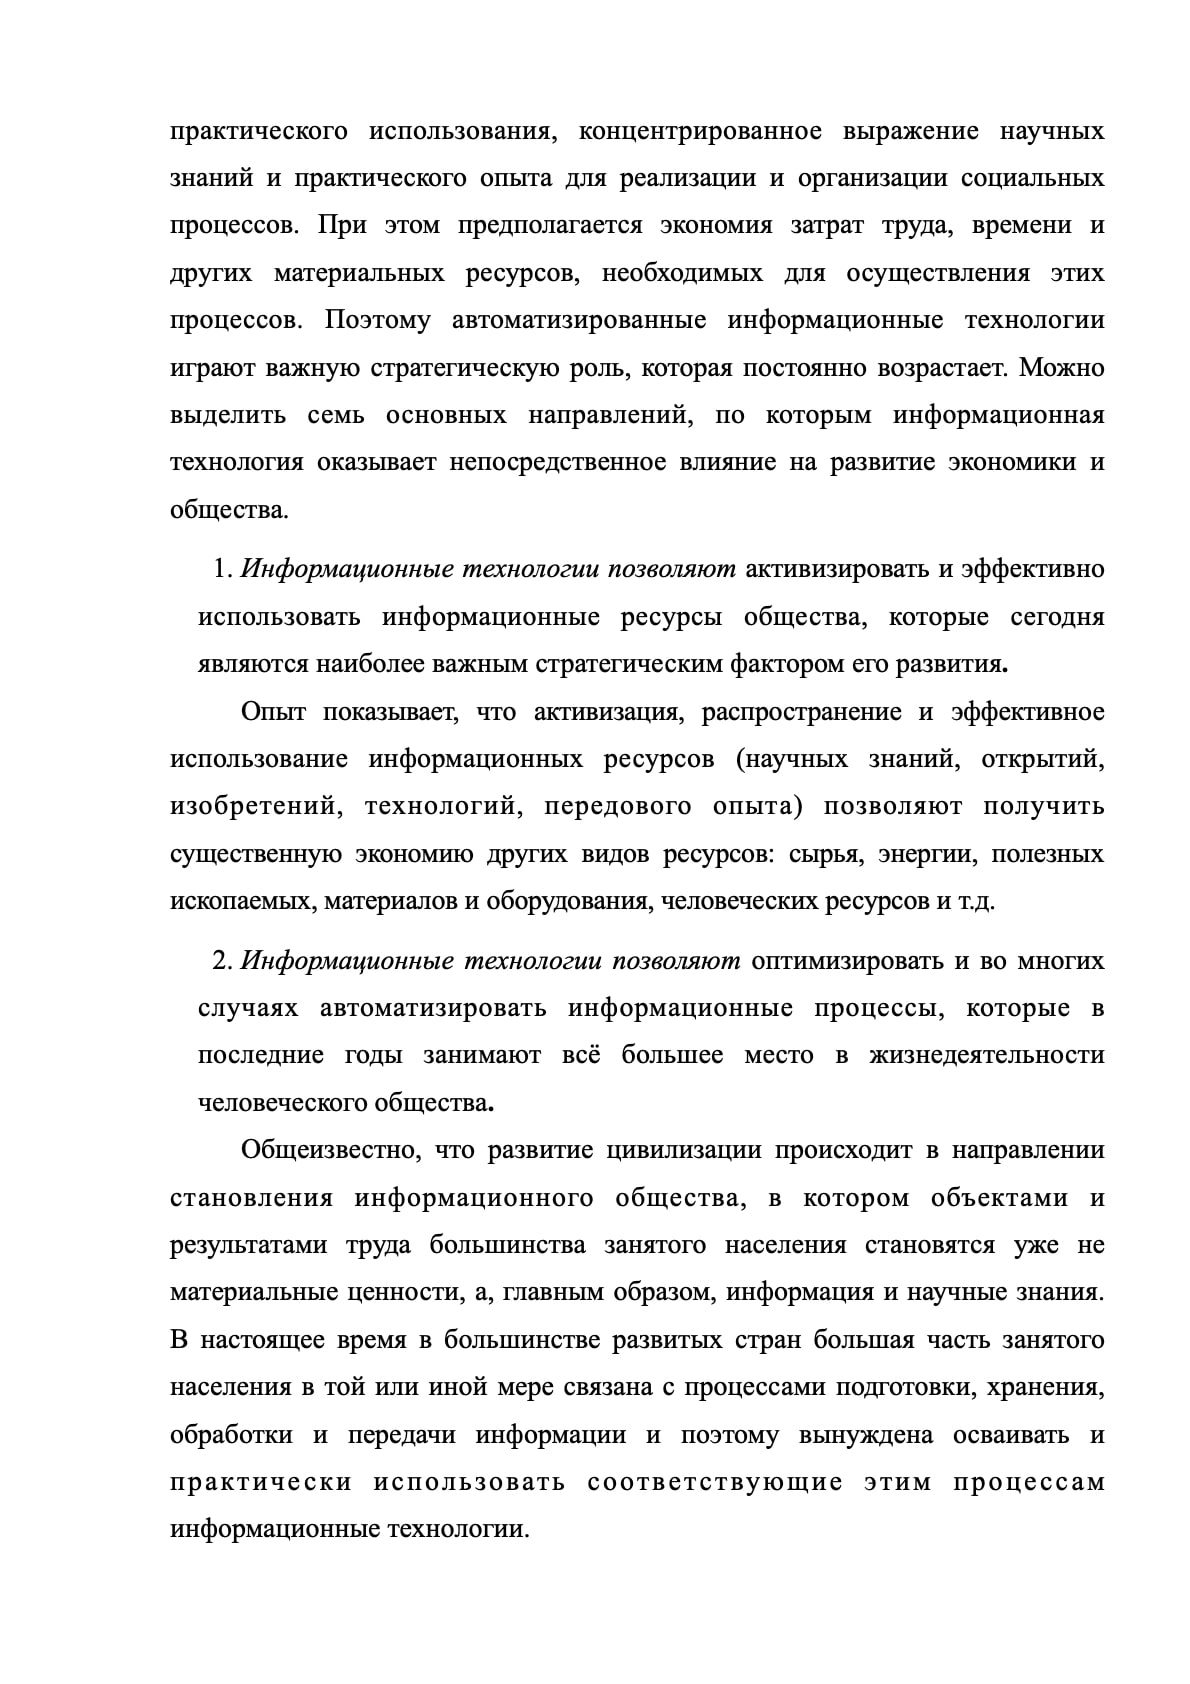 практического использования, концентрированное выражение научных
знаний и практического опыта для реализации и организации социальных
процессов. При этом предполагается экономия затрат труда, времени и
других материальных ресурсов, необходимых для осуществления этих
процессов. Поэтому автоматизированные информационные технологии
играют важную стратегическую роль, которая постоянно возрастает. Можно
выделить семь основных направлений, по которым информационная
технология оказывает непосредственное влияние на развитие экономики и
общества.
1. Информационные технологии позволяют активизировать и эффективно
использовать информационные ресурсы общества, которые сегодня
являются наиболее важным стратегическим фактором его развития.
Опыт показывает, что активизация, распространение и эффективное
использование информационных ресурсов (научных знаний, открытий,
изобретений, технологий, передового опыта) позволяют получить
существенную экономию других видов ресурсов: сырья, энергии, полезных
ископаемых, материалов и оборудования, человеческих ресурсов и т.д.
2. Информационные технологии позволяют оптимизировать и во многих
случаях автоматизировать информационные процессы, которые в
последние годы занимают всё большее место в жизнедеятельности
человеческого общества.
Общеизвестно, что развитие цивилизации происходит в направлении
становления информационного общества, в котором объектами и
результатами труда большинства занятого населения становятся уже не
материальные ценности, а, главным образом, информация и научные знания.
В настоящее время в большинстве развитых стран большая часть занятого
населения в той или иной мере связана с процессами подготовки, хранения,
обработки и передачи информации и поэтому вынуждена осваивать и
практически использовать соответствующие этим процессам
информационные технологии.